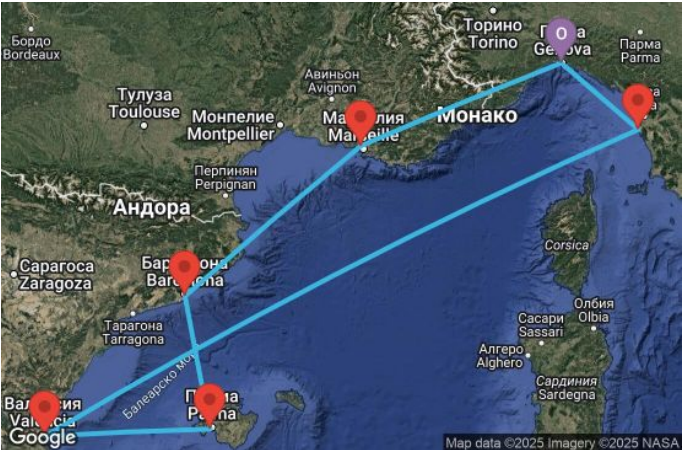 Бордо
Bordeaux
Торино
Torino
O
Genova
Парма
Parma
Тулуза
Toulouse
Авиньон
Avignon
Монпелие
Montpellier
Монако
Перпинян
Perpignan
Андора
Сарагоса
Zaragoza
Corsica
Тарагона
Tarragona
Олбия
Olbia
Сасари
Sassari
Алгеро
Alghero
Балеарско
Сардиния
Sardegna
Palma
Google
Map data ©2025 Imagery ©2025 NASA